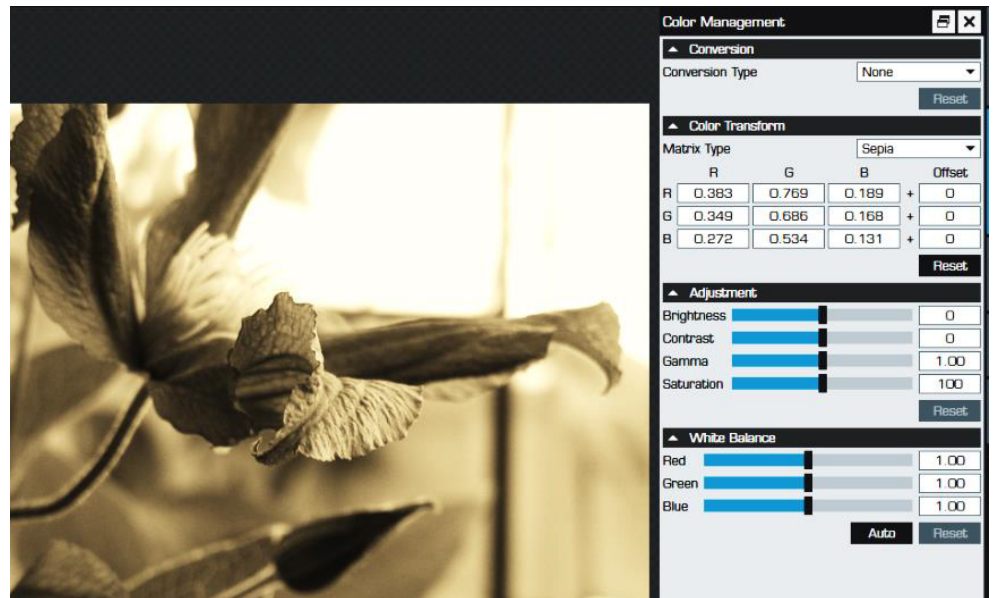 Color Management
Conversion
Conversion Type None
Reset
Color Transform
Matrix Type Sepia
R G B Offset
R 0.383 0.769 0.189 + 0
G 0.349 0.686 0.168 + 0
B 0.272 0.534 0.131 + 0
Reset
Adjustment
Brightness 0
Contrast 0
Gamma 1.00
Saturation 100
Reset
White Balance
Red 1.00
Green 1.00
Blue 1.00
Auto Reset